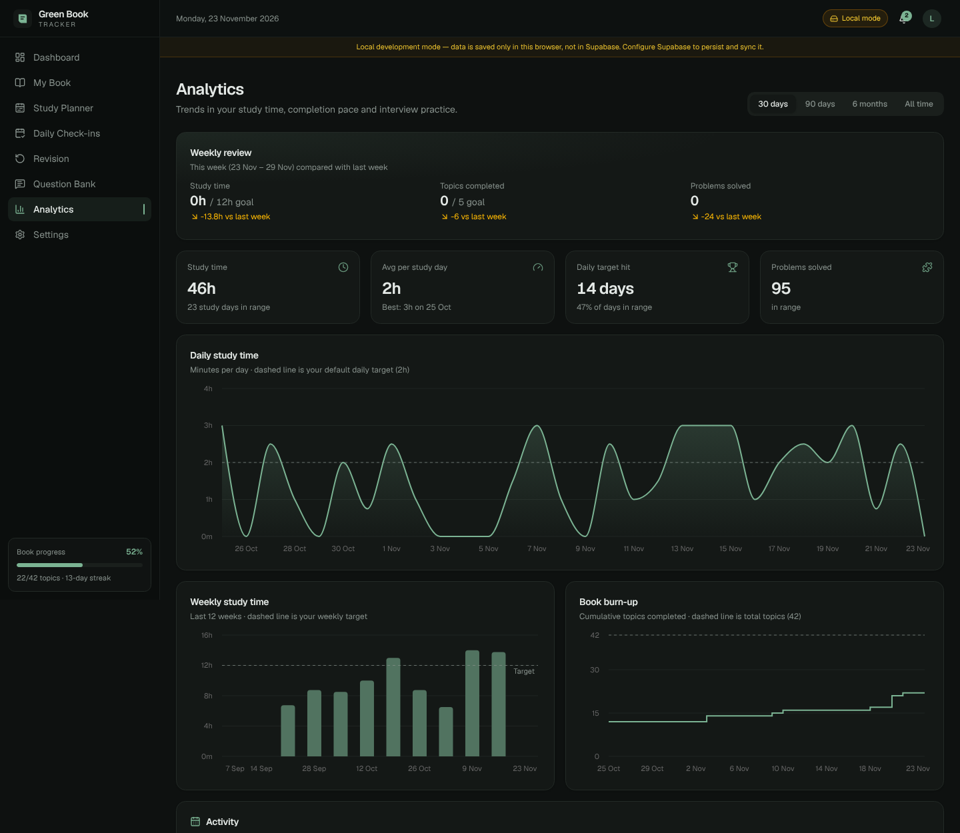 Green Book
TRACKER
Monday, 23 November 2026
Local mode
2
L
Local development mode — data is saved only in this browser, not in Supabase. Configure Supabase to persist and sync it.
Dashboard
My Book
Study Planner
Daily Check-ins
Revision
Question Bank
Analytics
Settings
Book progress 52%
22/42 topics · 13-day streak
Analytics
Trends in your study time, completion pace and interview practice.
30 days 90 days 6 months All time
Weekly review
This week (23 Nov – 29 Nov) compared with last week
Study time
0h / 12h goal
↘ -13.8h vs last week
Topics completed
0 / 5 goal
↘ -6 vs last week
Problems solved
0
↘ -24 vs last week
Study time
46h
23 study days in range
Avg per study day
2h
Best: 3h on 25 Oct
Daily target hit
14 days
47% of days in range
Problems solved
95
in range
Daily study time
Minutes per day · dashed line is your default daily target (2h)
4h
3h
2h
1h
0m
26 Oct 28 Oct 30 Oct 1 Nov 3 Nov 5 Nov 7 Nov 9 Nov 11 Nov 13 Nov 15 Nov 17 Nov 19 Nov 21 Nov 23 Nov
Weekly study time
Last 12 weeks · dashed line is your weekly target
16h
12h
Target
8h
4h
0m
7 Sep 14 Sep 28 Sep 12 Oct 26 Oct 9 Nov 23 Nov
Book burn-up
Cumulative topics completed · dashed line is total topics (42)
42
30
15
0
25 Oct 29 Oct 2 Nov 6 Nov 10 Nov 14 Nov 18 Nov 23 Nov
Activity